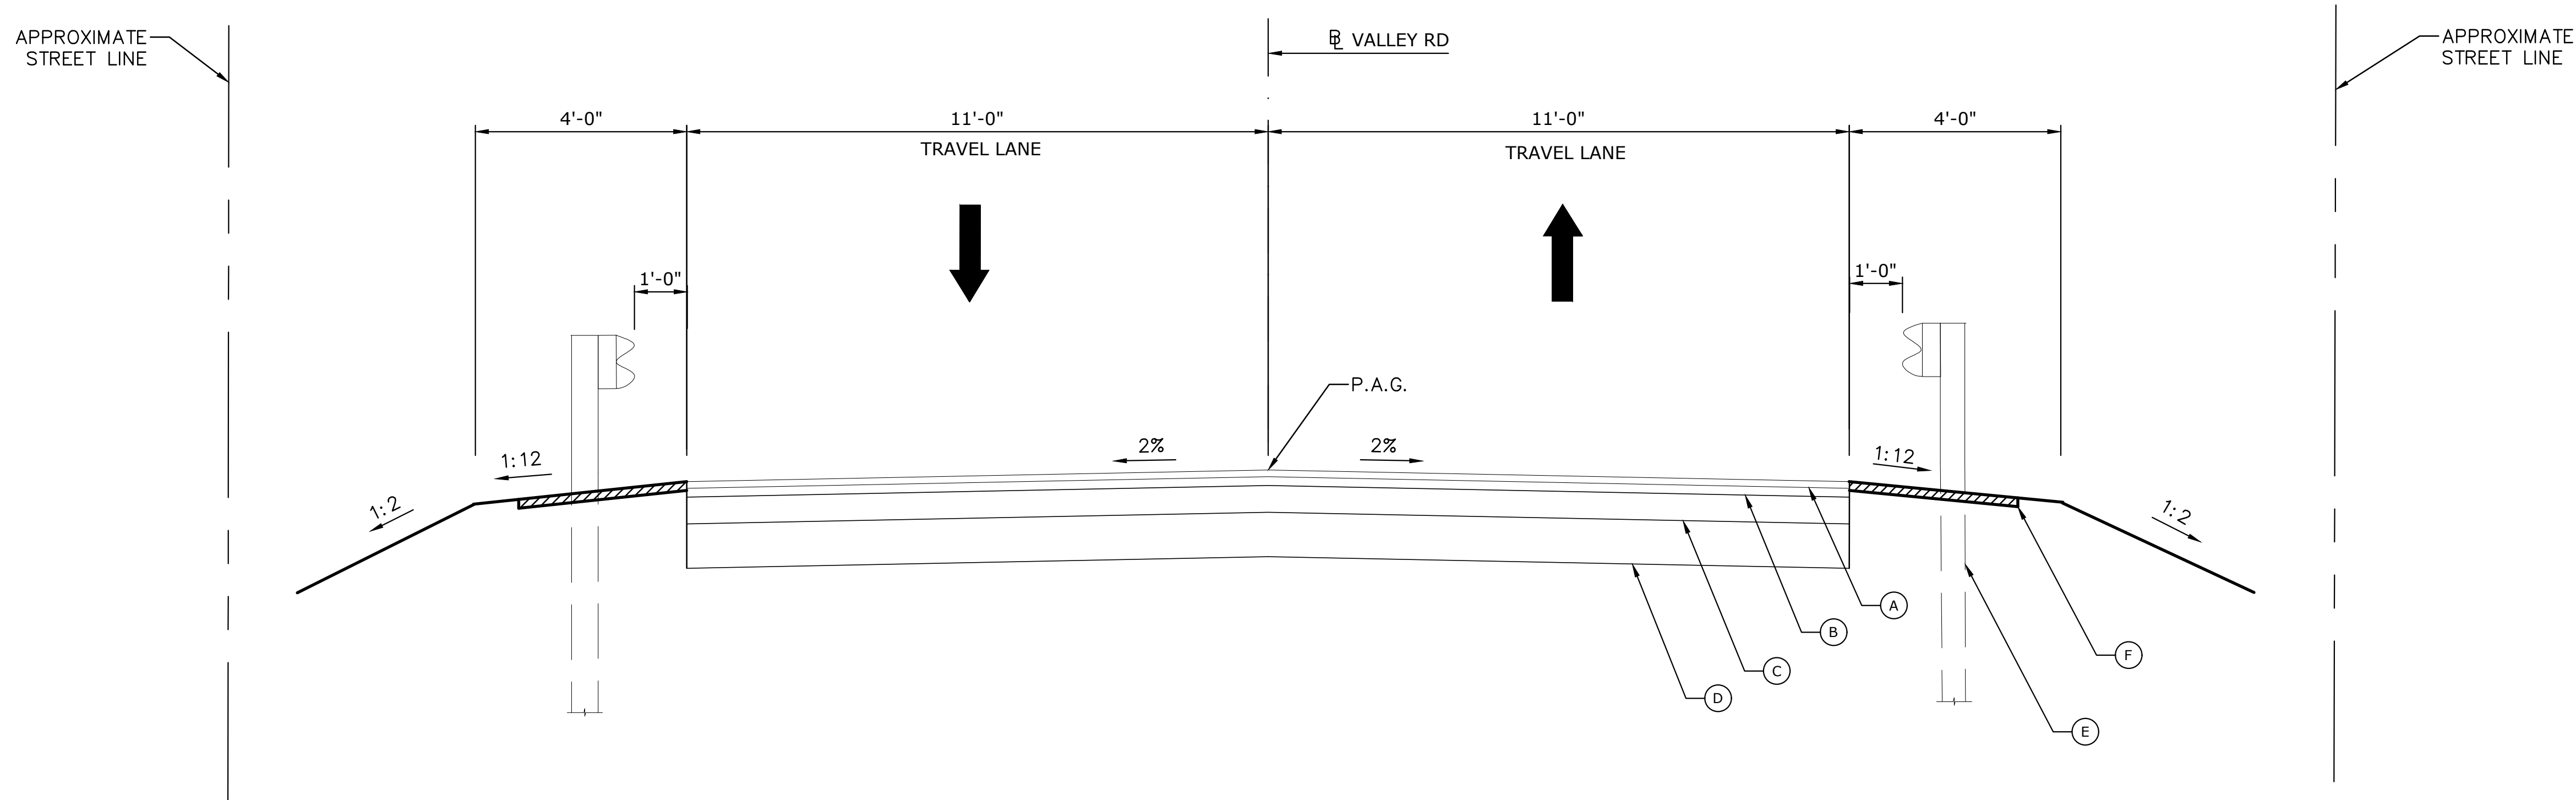 APPROXIMATE
STREET LINE
BL VALLEY RD
APPROXIMATE
STREET LINE
4'-0"
11'-0"
11'-0"
4'-0"
TRAVEL LANE
TRAVEL LANE
1'-0"
1'-0"
P.A.G.
1:12
2%
2%
1:12
1:2
1:2
A
B
C
D
E
F